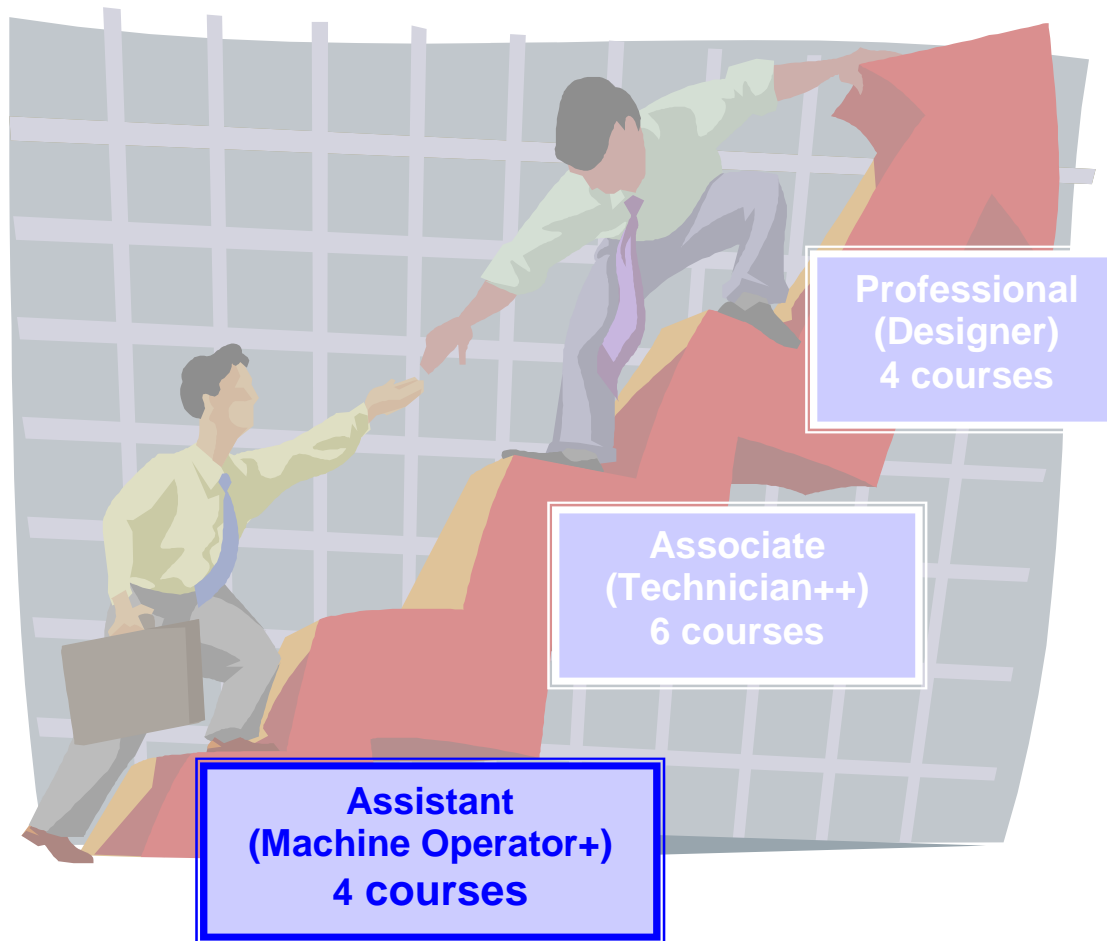 Professional
(Designer)
4 courses
Associate
(Technician++)
6 courses
Assistant
(Machine Operator+)
4 courses